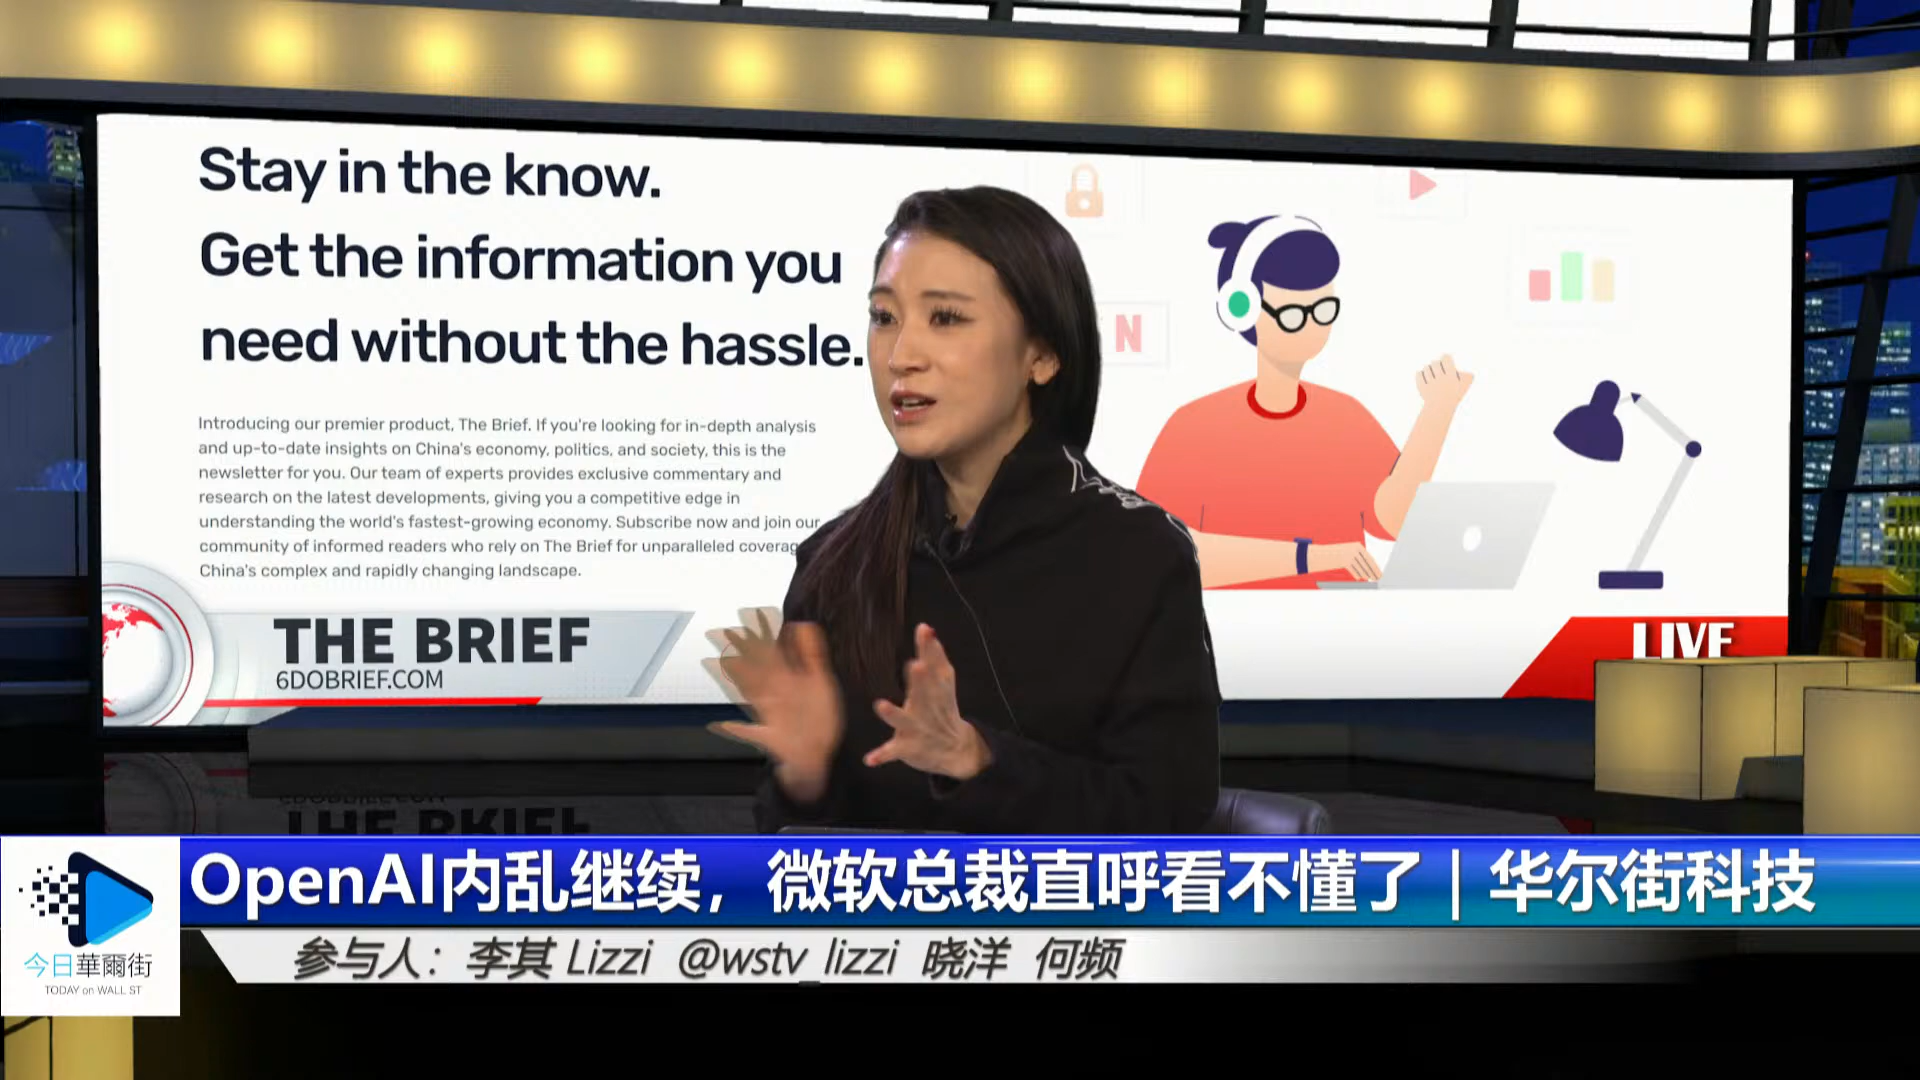 Stay in the know.
Get the information you
need without the hassle.
Introducing our premier product, The Brief. If you're looking for in-depth analysis
and up-to-date insights on China's economy, politics, and society, this is the
newsletter for you. Our team of experts provides exclusive commentary and
research on the latest developments, giving you a competitive edge in
understanding the world's fastest-growing economy. Subscribe now and join our
community of informed readers who rely on The Brief for unparalleled coverag
China's complex and rapidly changing landscape.
N
THE BRIEF
6DOBRIEF.COM
LIVE
OpenAI内乱继续，微软总裁直呼看不懂了｜华尔街科技
参与人：李其 Lizzi @wstv_lizzi 晓洋 何频
今日華爾街
TODAY on WALL ST